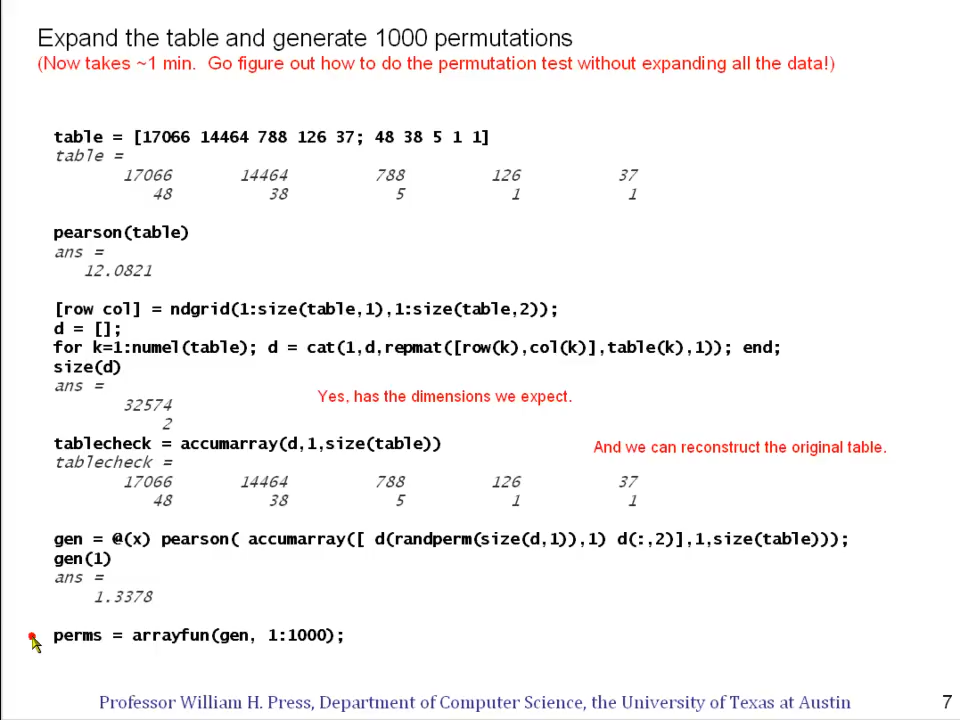 Expand the table and generate 1000 permutations
(Now takes ~1 min.  Go figure out how to do the permutation test without expanding all the data!)
table = [17066 14464 788 126 37; 48 38 5 1 1]
table =
17066 14464 788 126 37
48 38 5 1 1
pearson(table)
ans =
12.0821
[row col] = ndgrid(1:size(table,1),1:size(table,2));
d = [];
for k=1:numel(table); d = cat(1,d,repmat([row(k),col(k)],table(k),1)); end;
size(d)
ans =
Yes, has the dimensions we expect.
32574
2
tablecheck = accumarray(d,1,size(table))
And we can reconstruct the original table.
tablecheck =
17066 14464 788 126 37
48 38 5 1 1
gen = @(x) pearson( accumarray([ d(randperm(size(d,1)),1) d(:,2)],1,size(table)));
gen(1)
ans =
1.3378
perms = arrayfun(gen, 1:1000);
Professor William H. Press, Department of Computer Science, the University of Texas at Austin
7